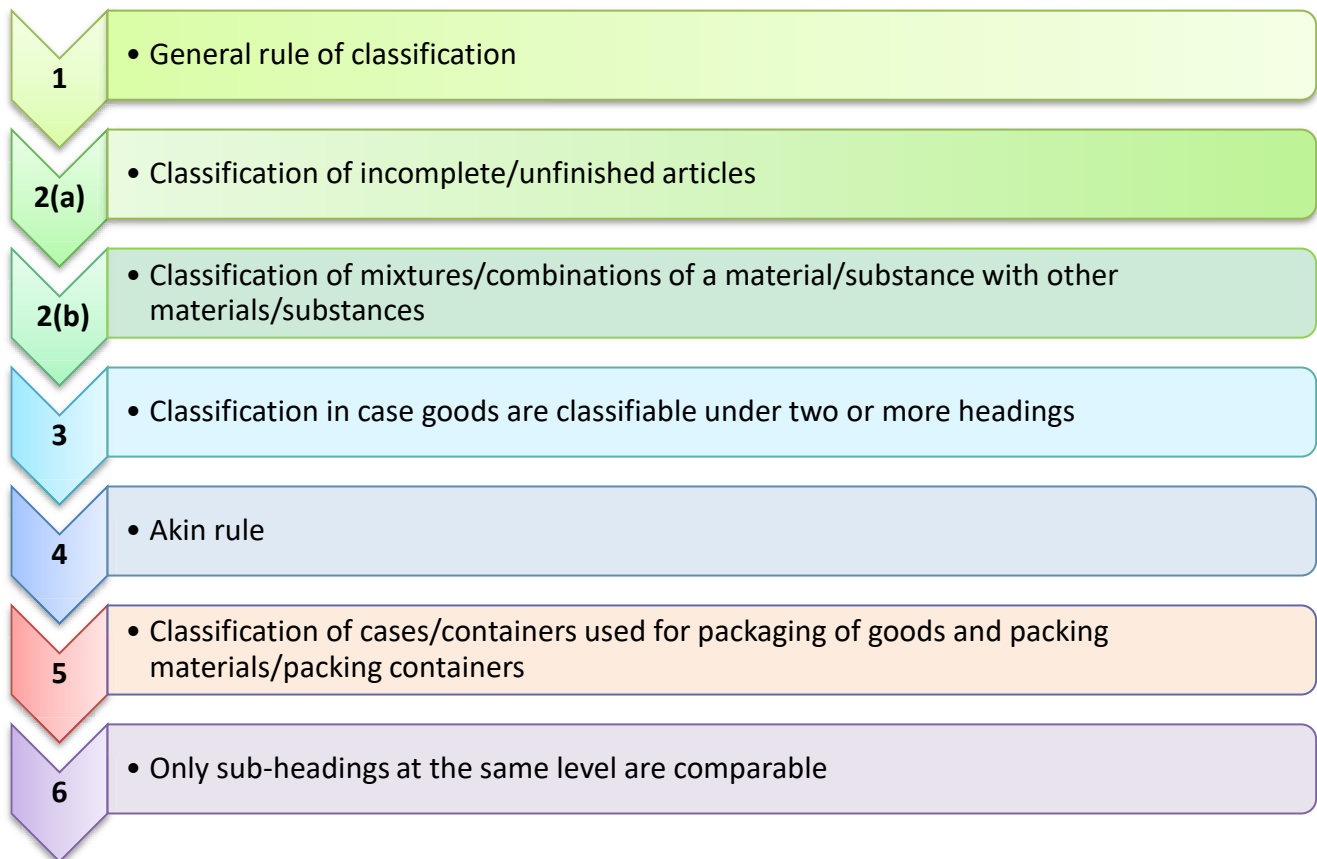 1
• General rule of classification
2(a)
• Classification of incomplete/unfinished articles
2(b)
• Classification of mixtures/combinations of a material/substance with other
materials/substances
3
• Classification in case goods are classifiable under two or more headings
4
• Akin rule
5
• Classification of cases/containers used for packaging of goods and packing
materials/packing containers
6
• Only sub-headings at the same level are comparable